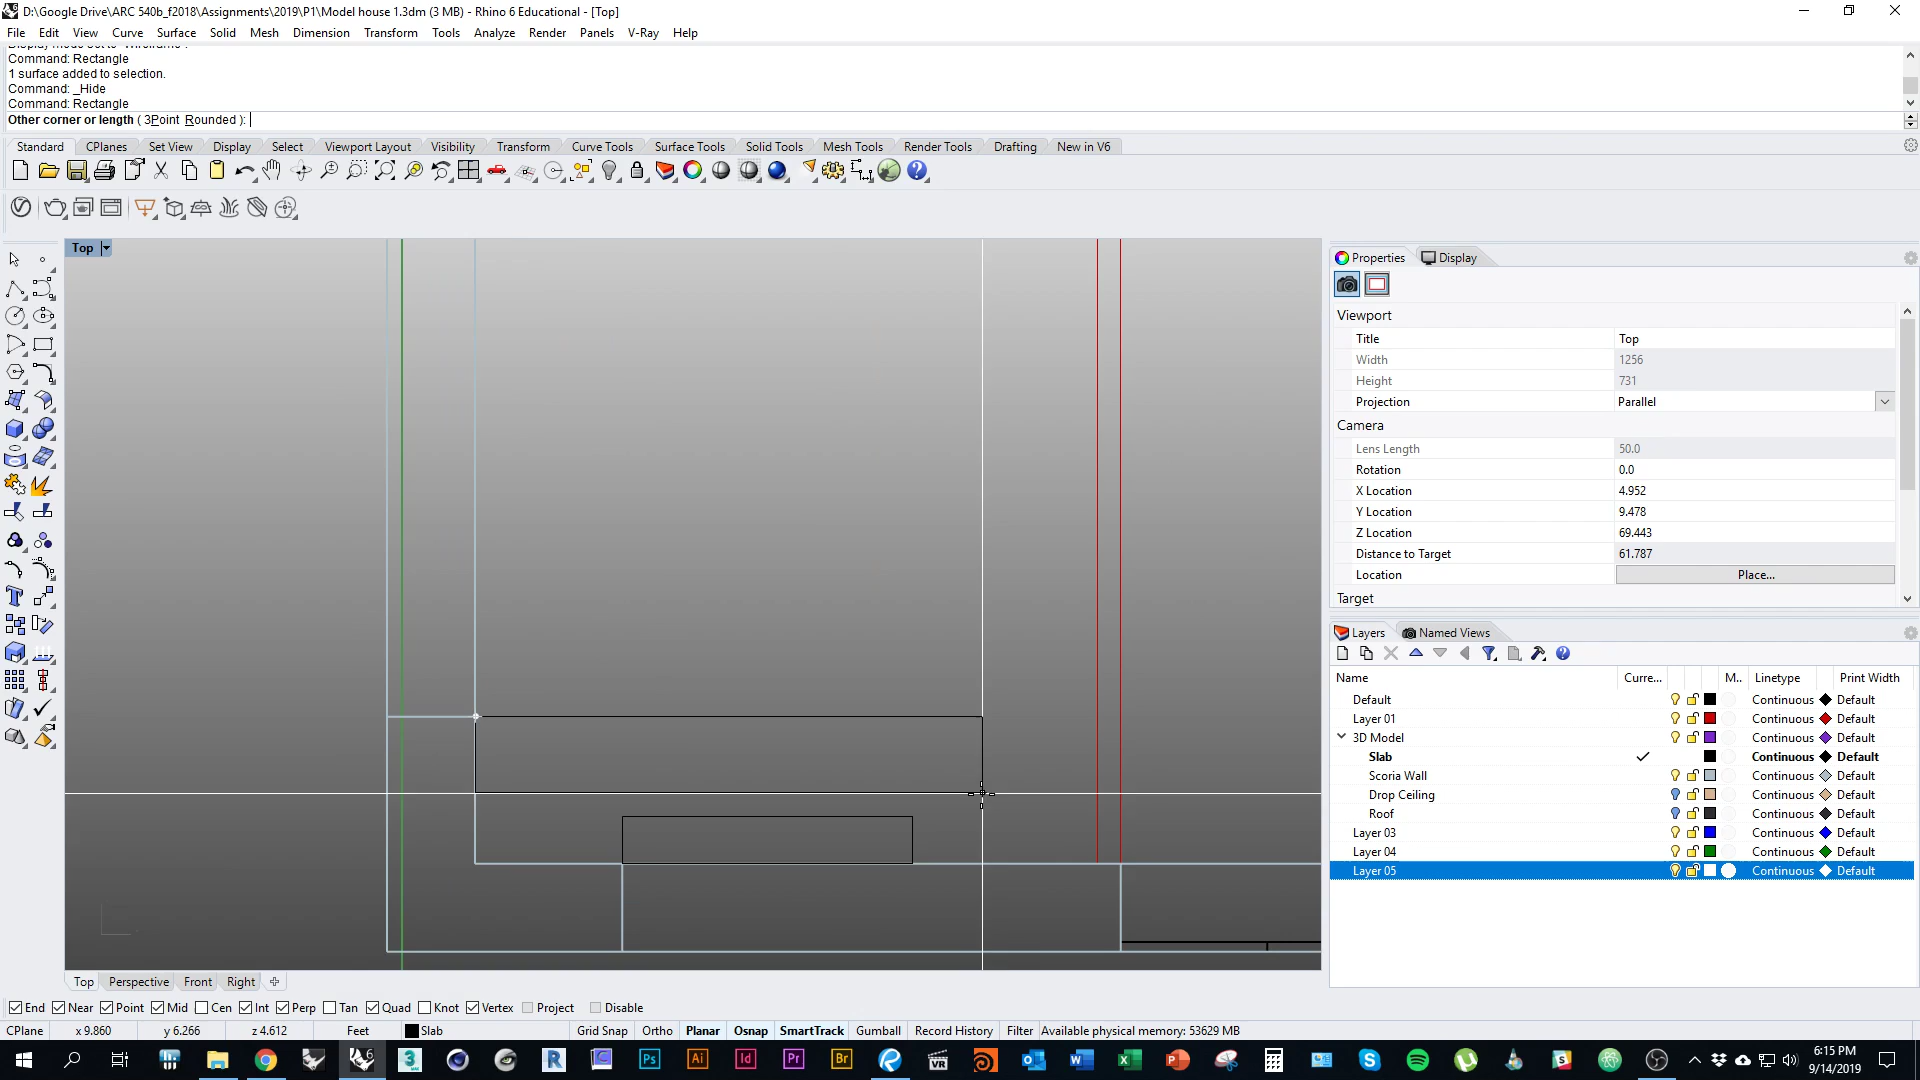 D:\Google Drive\ARC 540b_f2018\Assignments\2019\P1\Model house 1.3dm (3 MB) - Rhino 6 Educational - [Top]
File Edit View Curve Surface Solid Mesh Dimension Transform Tools Analyze Render Panels V-Ray Help
Command: Rectangle
1 surface added to selection.
Command: _Hide
Command: Rectangle
Other corner or length ( 3Point Rounded ):
Standard CPlanes Set View Display Select Viewport Layout Visibility Transform Curve Tools Surface Tools Solid Tools Mesh Tools Render Tools Drafting New in V6
Top
Properties Display
Viewport
Title Top
Width 1256
Height 731
Projection Parallel
Camera
Lens Length 50.0
Rotation 0.0
X Location 4.952
Y Location 9.478
Z Location 69.443
Distance to Target 61.787
Location Place...
Target
Layers Named Views
Name Curre... M.. Linetype Print Width
Default Continuous Default
Layer 01 Continuous Default
3D Model Continuous Default
Slab Continuous Default
Scoria Wall Continuous Default
Drop Ceiling Continuous Default
Roof Continuous Default
Layer 03 Continuous Default
Layer 04 Continuous Default
Layer 05 Continuous Default
Top Perspective Front Right
End Near Point Mid Cen Int Perp Tan Quad Knot Vertex Project Disable
CPlane x 9.860 y 6.266 z 4.612 Feet Slab Grid Snap Ortho Planar Osnap SmartTrack Gumball Record History Filter Available physical memory: 53629 MB
6:15 PM
9/14/2019